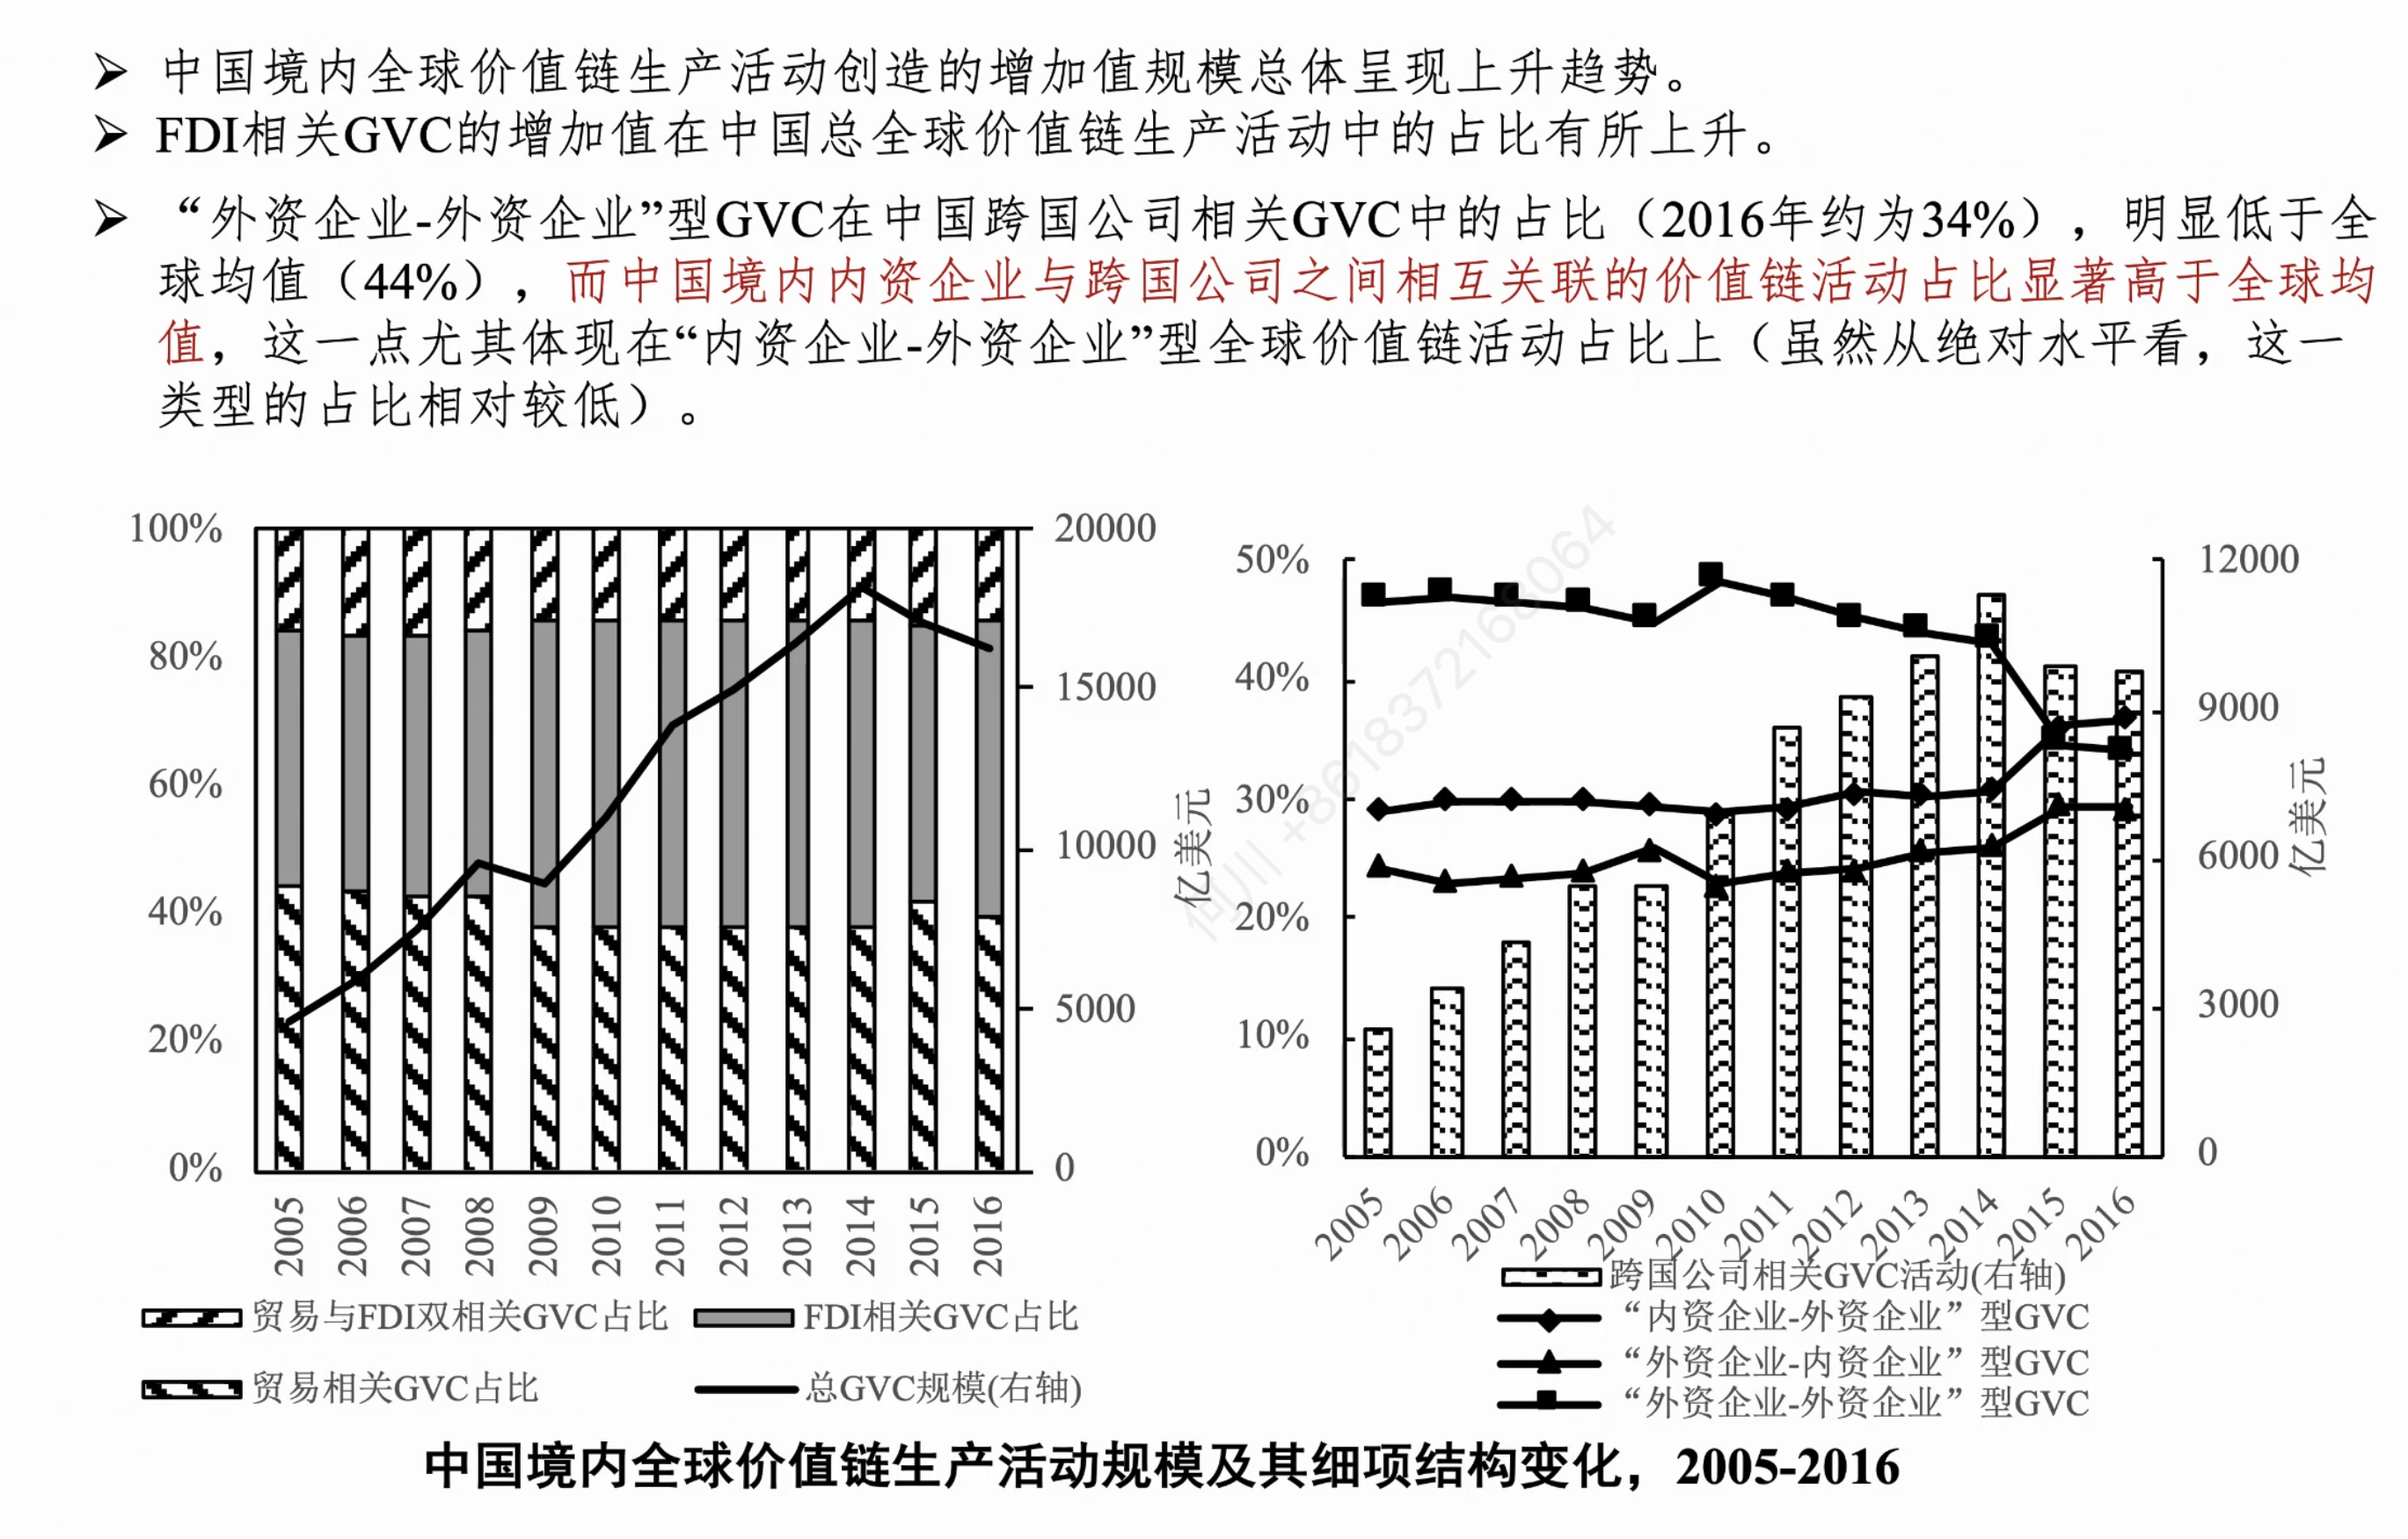 ➢ 中国境内全球价值链生产活动创造的增加值规模总体呈现上升趋势。
➢ FDI相关GVC的增加值在中国总全球价值链生产活动中的占比有所上升。
➢ “外资企业-外资企业”型GVC在中国跨国公司相关GVC中的占比（2016年约为34%），明显低于全
球均值（44%），而中国境内内资企业与跨国公司之间相互关联的价值链活动占比显著高于全球均
值，这一点尤其体现在“内资企业-外资企业”型全球价值链活动占比上（虽然从绝对水平看，这一
类型的占比相对较低）。
100%
80%
60%
40%
20%
0%
20000
15000
10000
5000
0
亿美元
2005
2006
2007
2008
2009
2010
2011
2012
2013
2014
2015
2016
贸易与FDI双相关GVC占比
FDI相关GVC占比
贸易相关GVC占比
总GVC规模(右轴)
50%
40%
30%
20%
10%
0%
12000
9000
6000
3000
0
亿美元
2005
2006
2007
2008
2009
2010
2011
2012
2013
2014
2015
2016
跨国公司相关GVC活动(右轴)
“内资企业-外资企业”型GVC
“外资企业-内资企业”型GVC
“外资企业-外资企业”型GVC
中国境内全球价值链生产活动规模及其细项结构变化，2005-2016